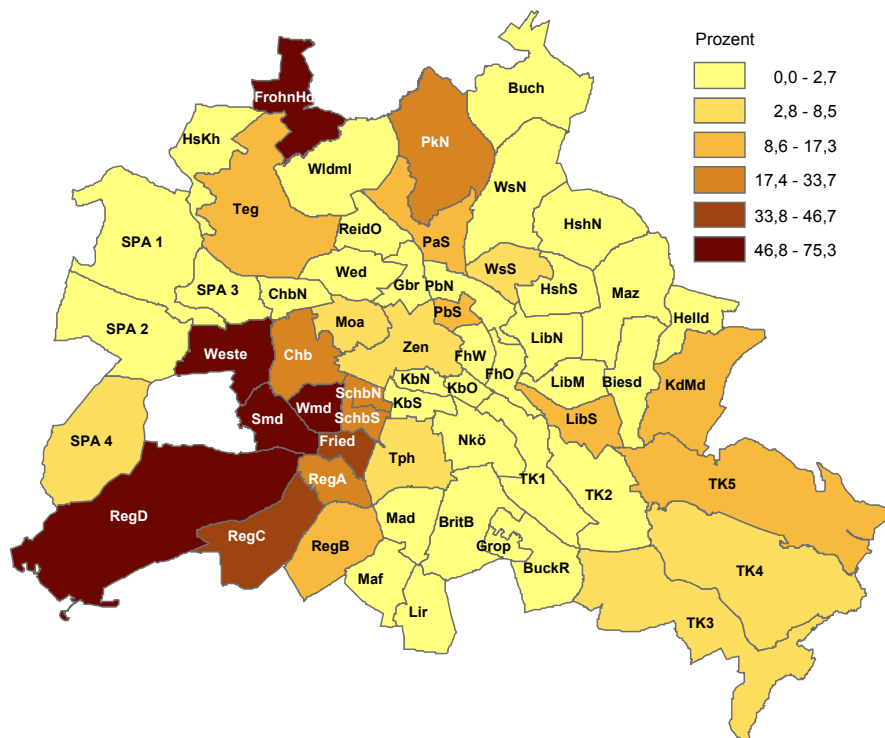 Prozent
0,0 - 2,7
2,8 - 8,5
8,6 - 17,3
17,4 - 33,7
33,8 - 46,7
46,8 - 75,3
FrohnHd
Buch
HsKh
PkN
Wldml
WsN
Teg
HshN
ReidO
SPA 1
PaS
WsS
Wed
Gbr
PbN
HshS
Maz
SPA 3
ChbN
PbS
Helld
Moa
SPA 2
Zen
LibN
Weste
Chb
FhW
KbN
FhO
LibM
Biesd
KdMd
SchbN
KbO
Wmd
KbS
Smd
SchbS
LibS
SPA 4
Fried
Nkö
Tph
RegA
TK1
TK5
TK2
RegD
Mad
BritB
RegC
RegB
Grop
BuckR
TK4
Maf
Lir
TK3